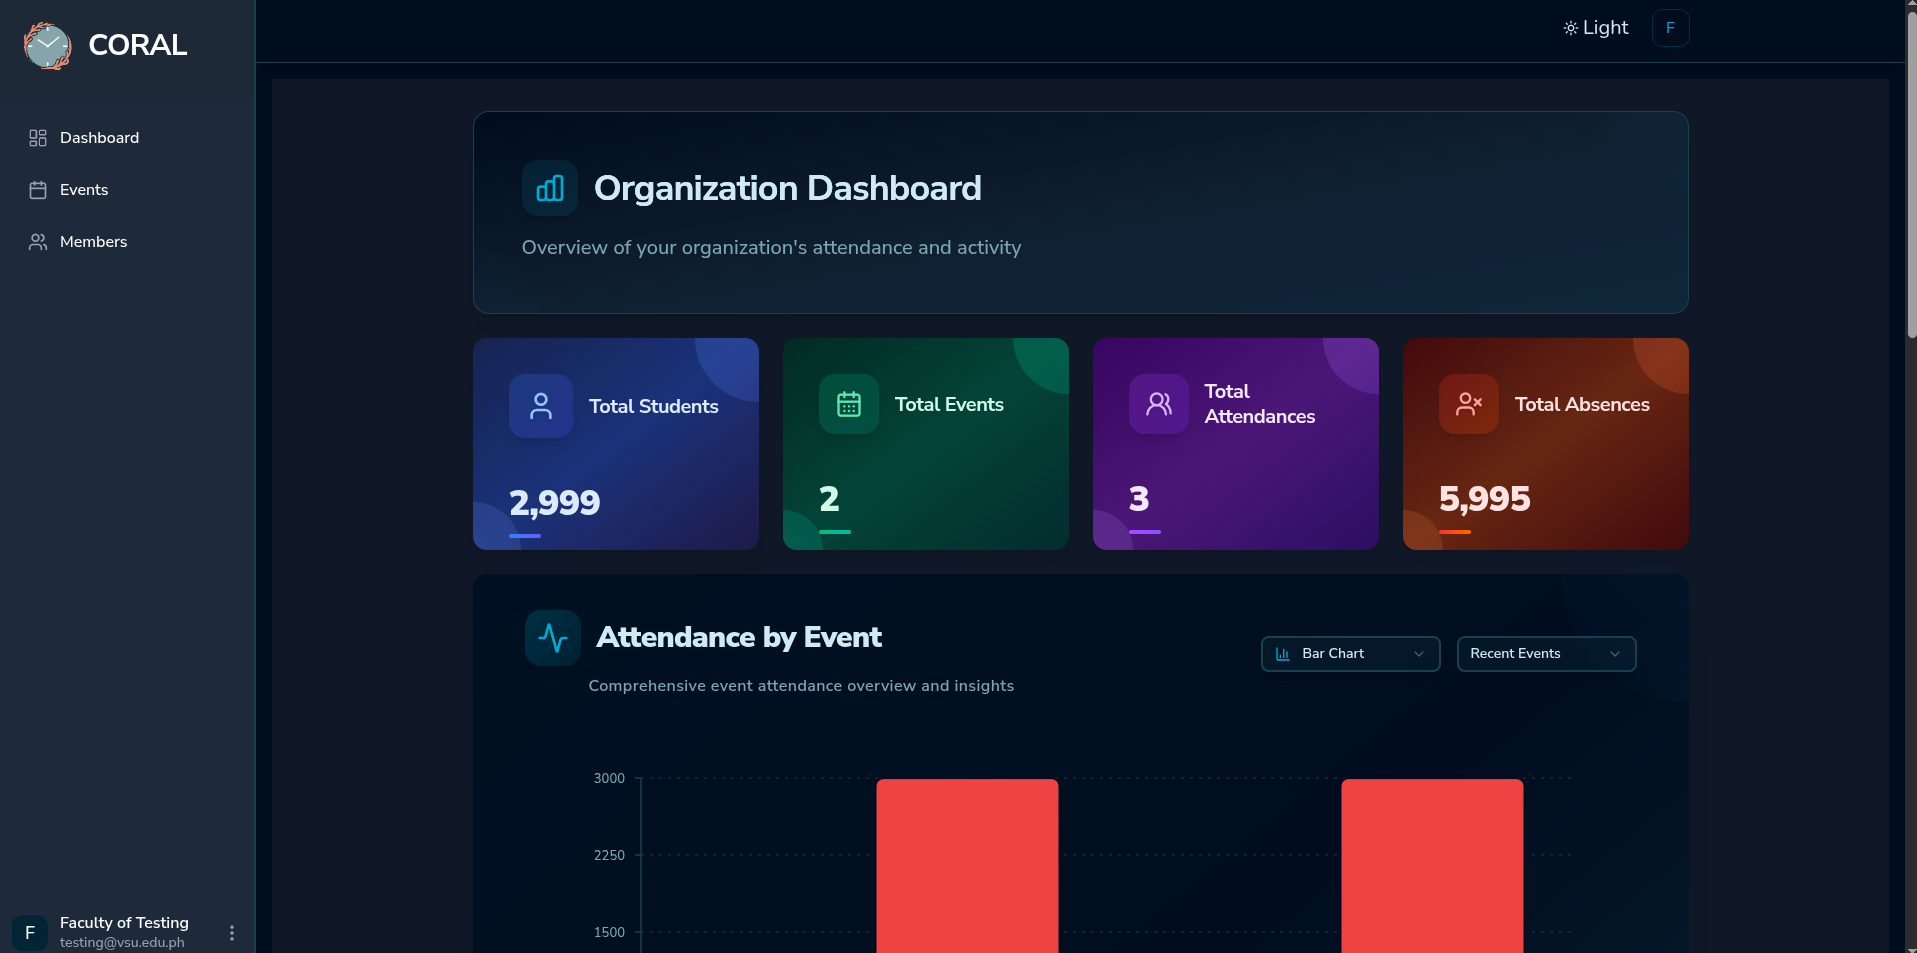 CORAL
Light
F
Dashboard
Events
Members
Organization Dashboard
Overview of your organization's attendance and activity
Total Students
2,999
Total Events
2
Total
Attendances
3
Total Absences
5,995
Attendance by Event
Comprehensive event attendance overview and insights
Bar Chart
Recent Events
3000
2250
1500
F
Faculty of Testing
testing@vsu.edu.ph